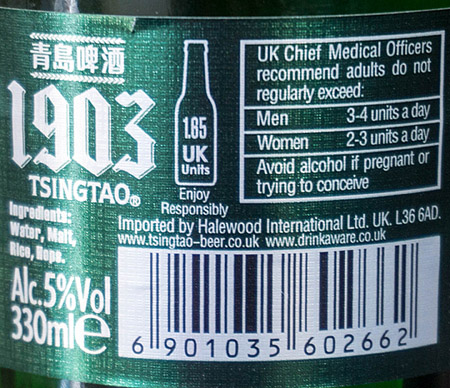 青島啤酒
1903
TSINGTAO®
Ingredients:
Water, Malt,
Rice, Hops.
Alc.5%Vol
330ml℮
1.65
UK
Units
Enjoy
Responsibly
UK Chief Medical Officers
recommend adults do not
regularly exceed:
Men 3-4 units a day
Women 2-3 units a day
Avoid alcohol if pregnant or
trying to conceive
Imported by Halewood International Ltd. UK. L36 6AD.
www.tsingtao-beer.co.uk www.drinkaware.co.uk
6 901035 602662